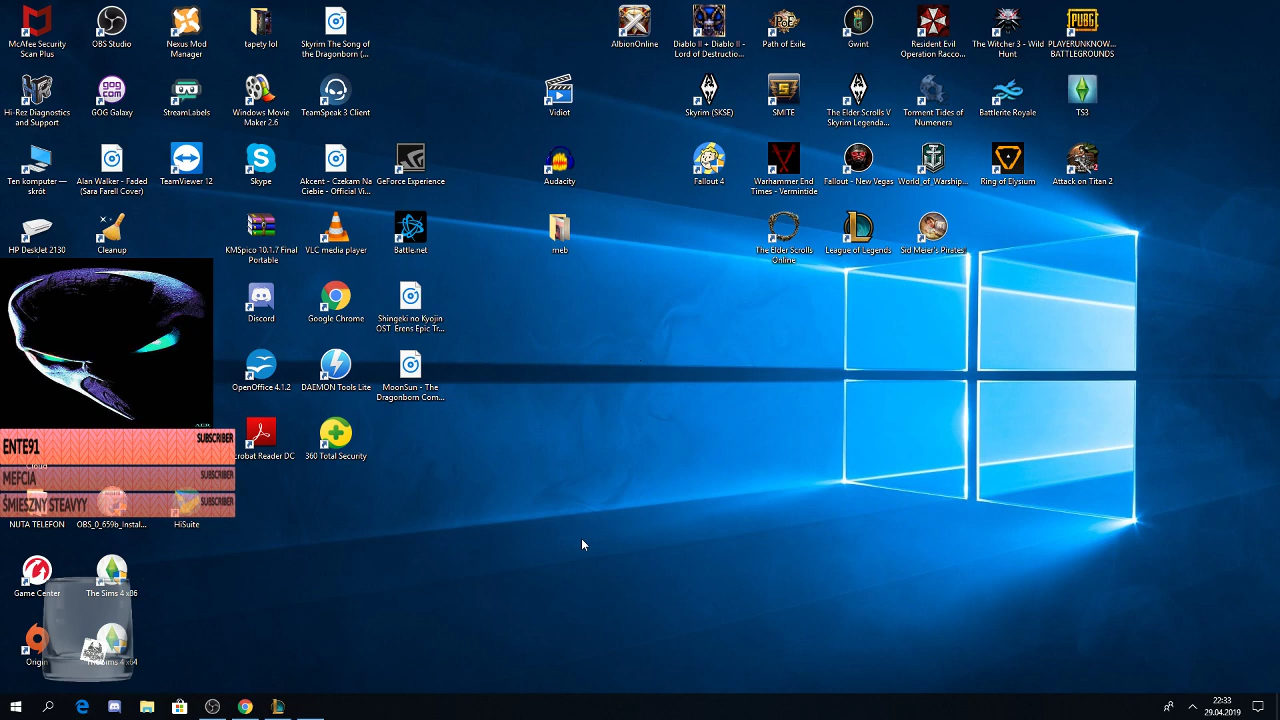 McAfee Security
Scan Plus
OBS Studio
Nexus Mod
Manager
tapety lol
Skyrim The Song of
the Dragonborn (...
AlbionOnline
Diablo II + Diablo II -
Lord of Destructio...
Path of Exile
Gwint
Resident Evil
Operation Racco...
The Witcher 3 - Wild
Hunt
PLAYERUNKNOW...
BATTLEGROUNDS
Hi-Rez Diagnostics
and Support
GOG Galaxy
StreamLabels
Windows Movie
Maker 2.6
TeamSpeak 3 Client
Vidiot
Skyrim (SKSE)
SMITE
The Elder Scrolls V
Skyrim Legenda...
Torment Tides of
Numenera
Battlerite Royale
TS3
Ten komputer —
skrót
Alan Walker - Faded
(Sara Farell Cover)
TeamViewer 12
Skype
Akcent - Czekam Na
Ciebie - Official Vi...
GeForce Experience
Audacity
Fallout 4
Warhammer End
Times - Vermintide
Fallout - New Vegas
World_of_Warship...
Ring of Elysium
Attack on Titan 2
HP DeskJet 2130
Cleanup
KMSpico 10.1.7 Final
Portable
VLC media player
Battle.net
meb
The Elder Scrolls
Online
League of Legends
Sid Meier's Pirates
Discord
Google Chrome
Shingeki no Kyojin
OST Erens Epic Tr...
OpenOffice 4.1.2
DAEMON Tools Lite
MoonSun - The
Dragonborn Com...
ENTE91
SUBSCRIBER
crobat Reader DC
360 Total Security
MEFCIA
SUBSCRIBER
ŚMIESZNY STEAVYY
SUBSCRIBER
NUTA TELEFON
OBS_0_659b_Instal...
HiSuite
Game Center
The Sims 4 x86
Origin
The Sims 4 x64
22:33
29.04.2019